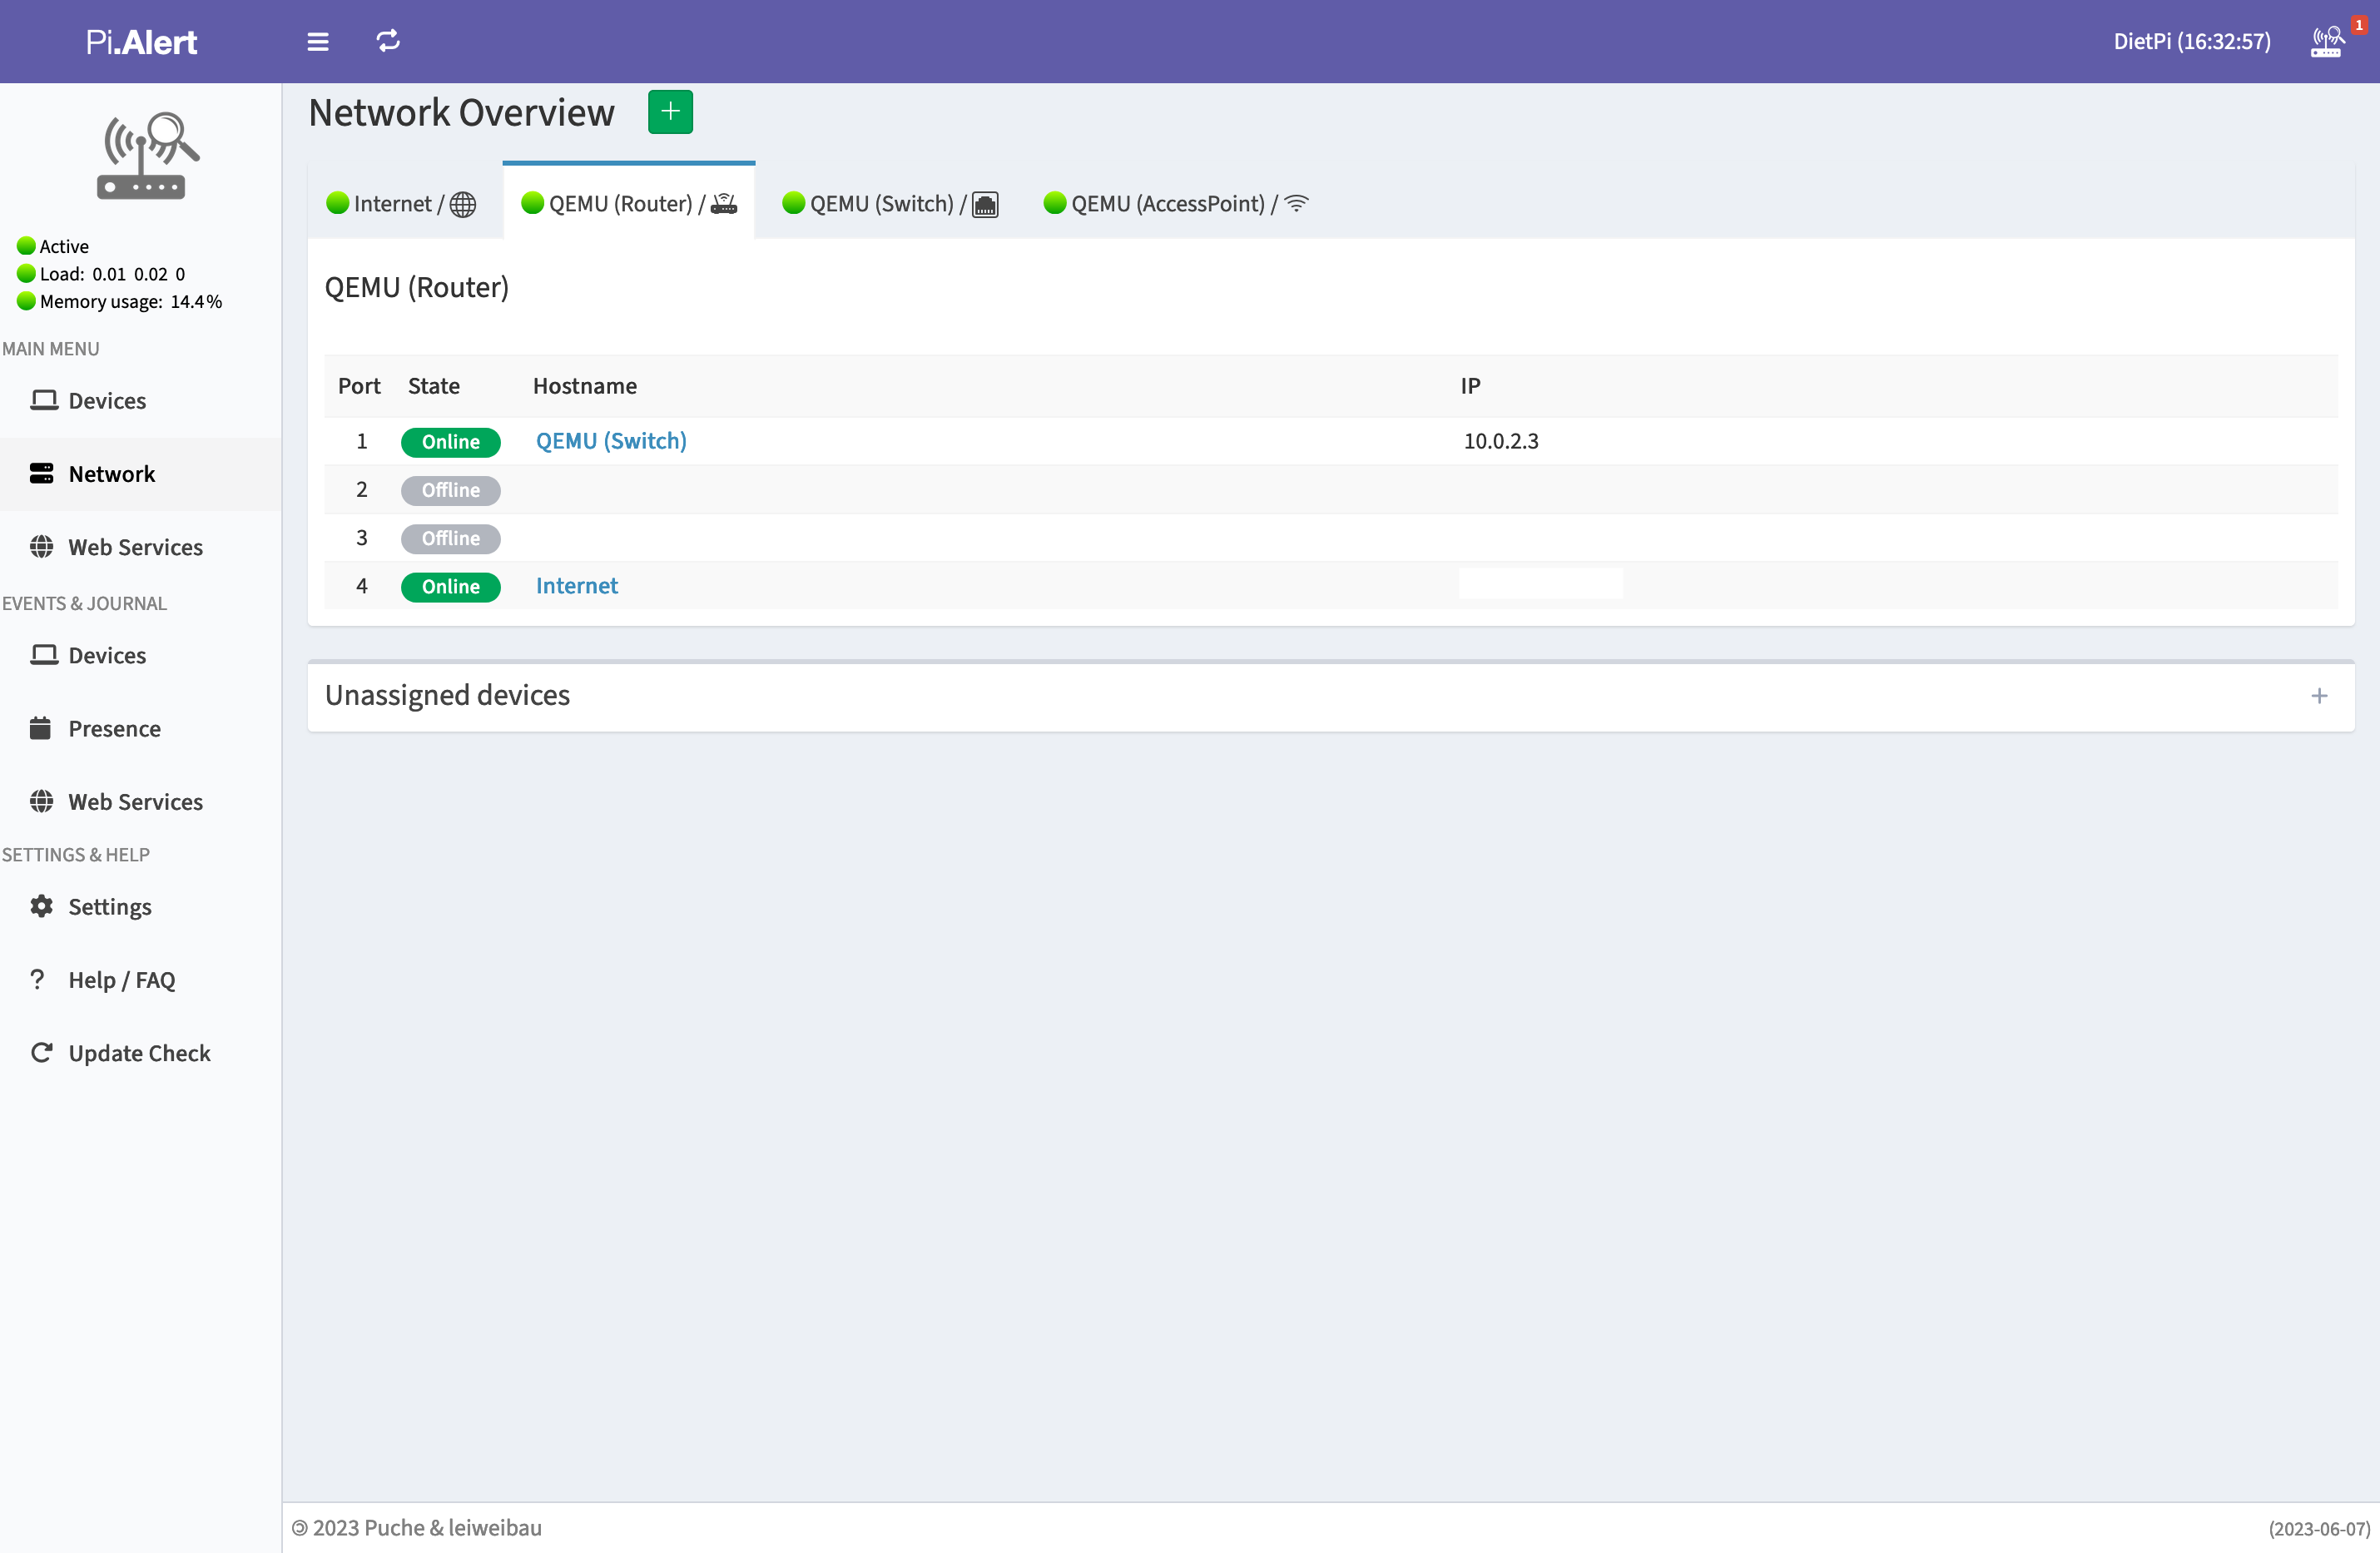 Pi.Alert
DietPi (16:32:57)
1
Active
Load: 0.01 0.02 0
Memory usage: 14.4%
MAIN MENU
Devices
Network
Web Services
EVENTS & JOURNAL
Devices
Presence
Web Services
SETTINGS & HELP
Settings
? Help / FAQ
Update Check
Network Overview +
Internet / QEMU (Router) / QEMU (Switch) / QEMU (AccessPoint) /
QEMU (Router)
Port State Hostname IP
1 Online QEMU (Switch) 10.0.2.3
2 Offline
3 Offline
4 Online Internet
Unassigned devices +
🄯 2023 Puche & leiweibau
(2023-06-07)